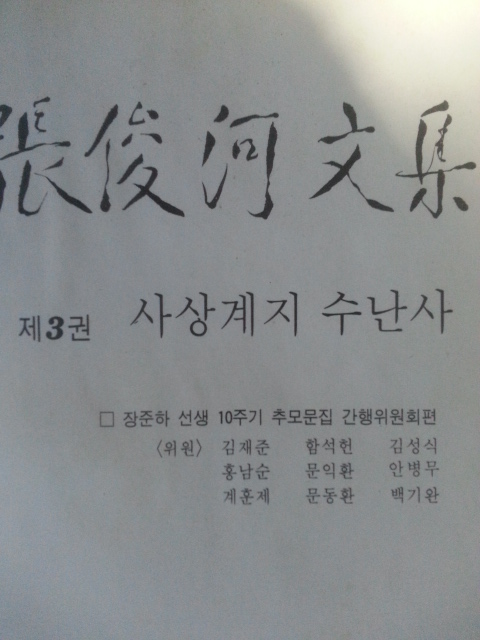 張俊河文集
제3권 사상계지 수난사
□ 장준하 선생 10주기 추모문집 간행위원회편
〈위원〉 김재준 함석헌 김성식
홍남순 문익환 안병무
계훈제 문동환 백기완